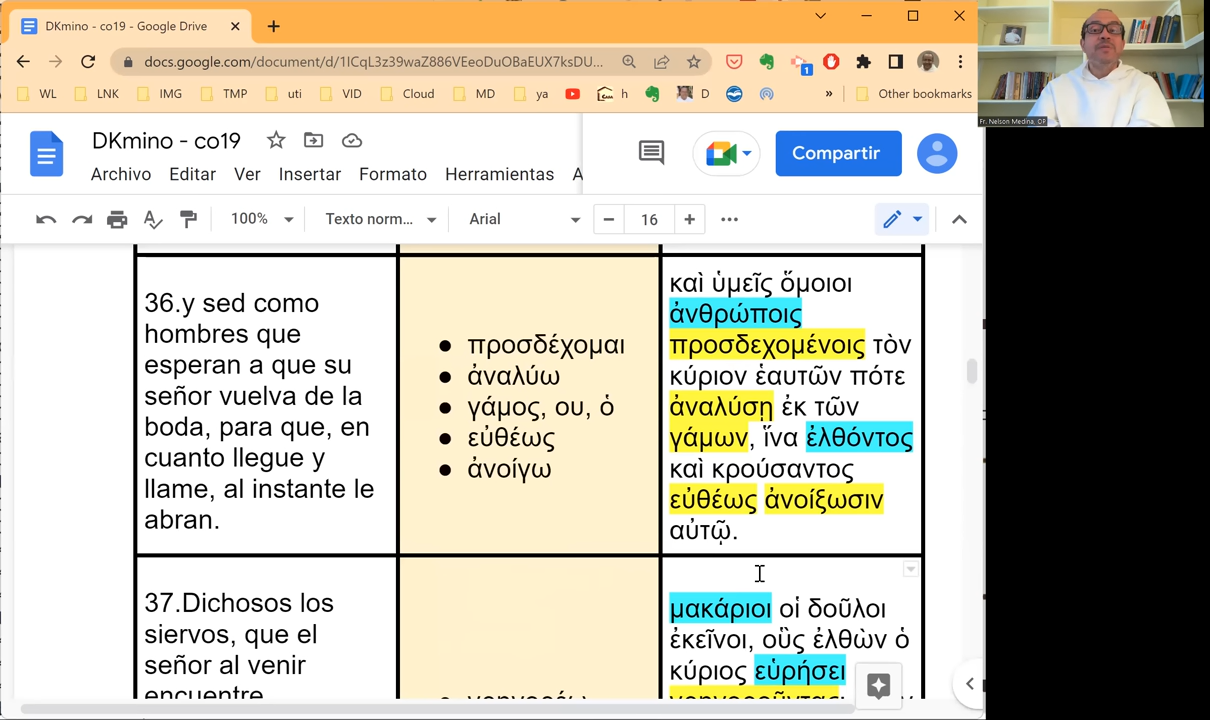 DKmino - co19 - Google Drive
docs.google.com/document/d/1lCqL3z39waZ886VEeoDuOBaEUX7ksDU...
1
WL LNK IMG TMP uti VID Cloud MD ya h D » Other bookmarks
Fr. Nelson Medina, OP
DKmino - co19
Archivo Editar Ver Insertar Formato Herramientas A
Compartir
100% Texto norm... Arial 16
36.y sed como
hombres que
esperan a que su
señor vuelva de la
boda, para que, en
cuanto llegue y
llame, al instante le
abran.
● προσδέχομαι
● ἀναλύω
● γάμος, ου, ὁ
● εὐθέως
● ἀνοίγω
καὶ ὑμεῖς ὅμοιοι
ἀνθρώποις
προσδεχομένοις τὸν
κύριον ἑαυτῶν πότε
ἀναλύσῃ ἐκ τῶν
γάμων, ἵνα ἐλθόντος
καὶ κρούσαντος
εὐθέως ἀνοίξωσιν
αὐτῷ.
37.Dichosos los
siervos, que el
señor al venir
encuentre
● γρηγορέω
μακάριοι οἱ δοῦλοι
ἐκεῖνοι, οὓς ἐλθὼν ὁ
κύριος εὑρήσει
γρηγοροῦντας·